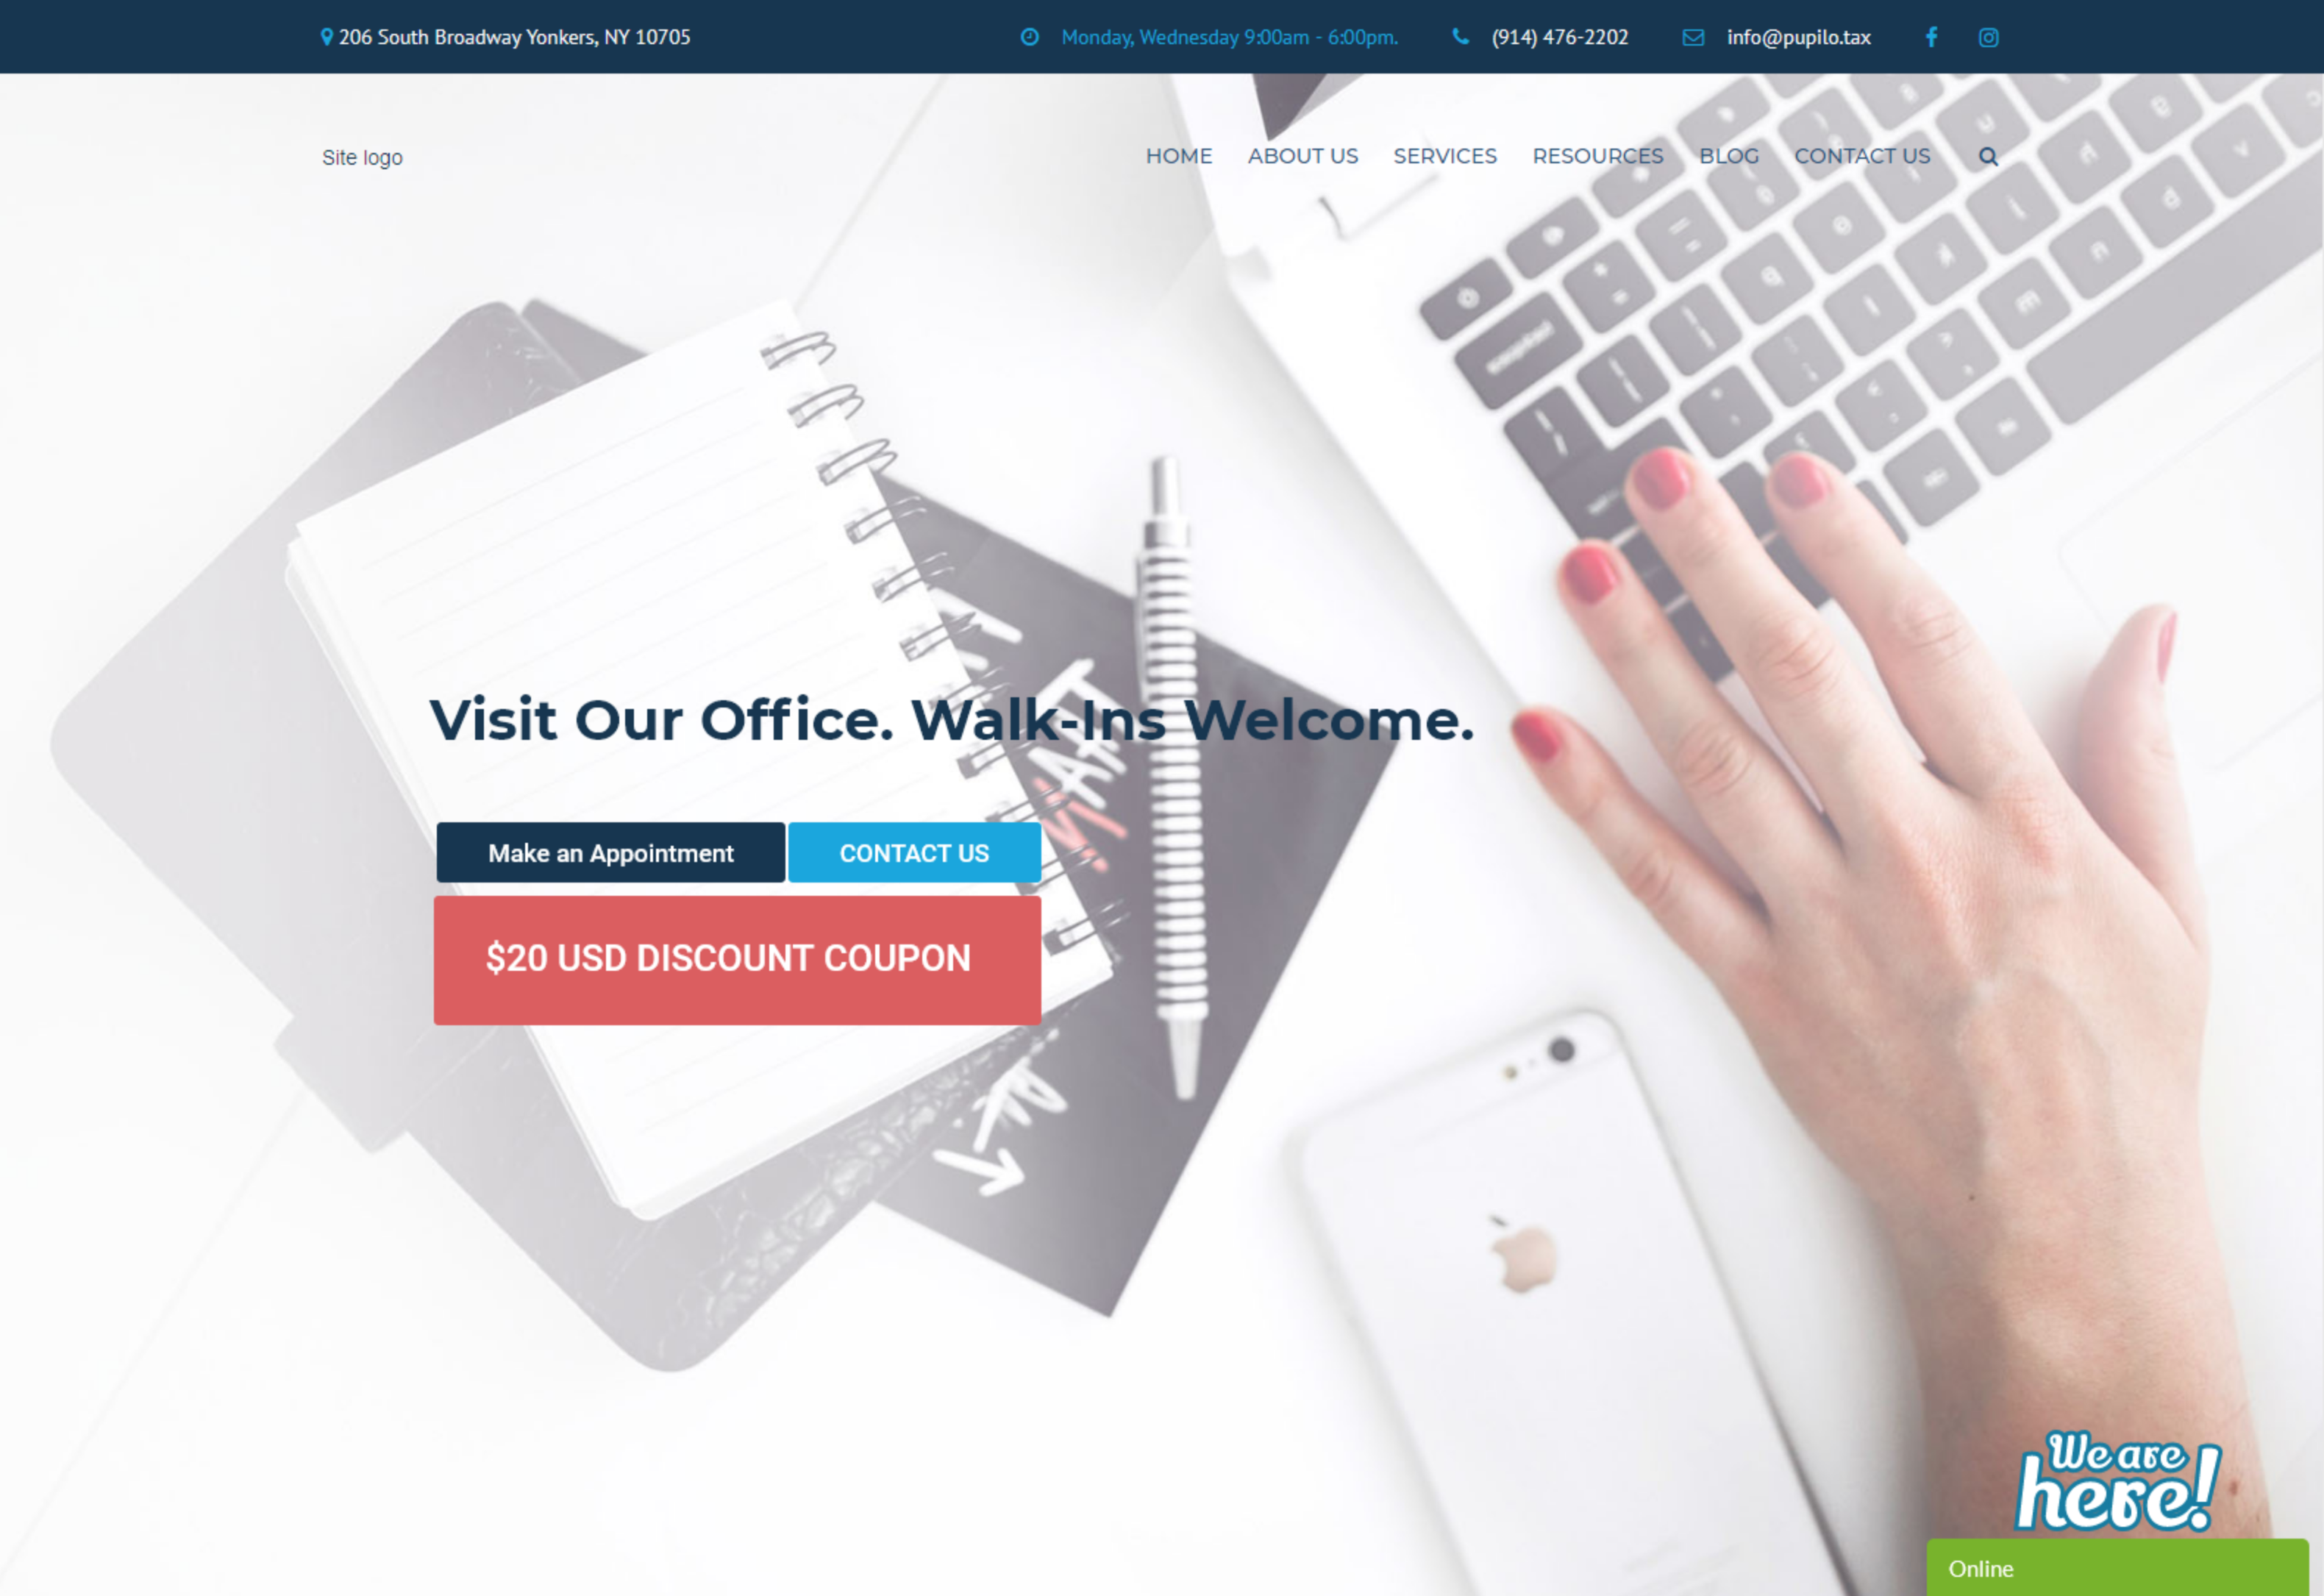 206 South Broadway Yonkers, NY 10705
Monday, Wednesday 9:00am - 6:00pm.
(914) 476-2202
info@pupilo.tax
Site logo
HOME ABOUT US SERVICES RESOURCES BLOG CONTACT US
Visit Our Office. Walk-Ins Welcome.
Make an Appointment
CONTACT US
$20 USD DISCOUNT COUPON
We are
here!
Online